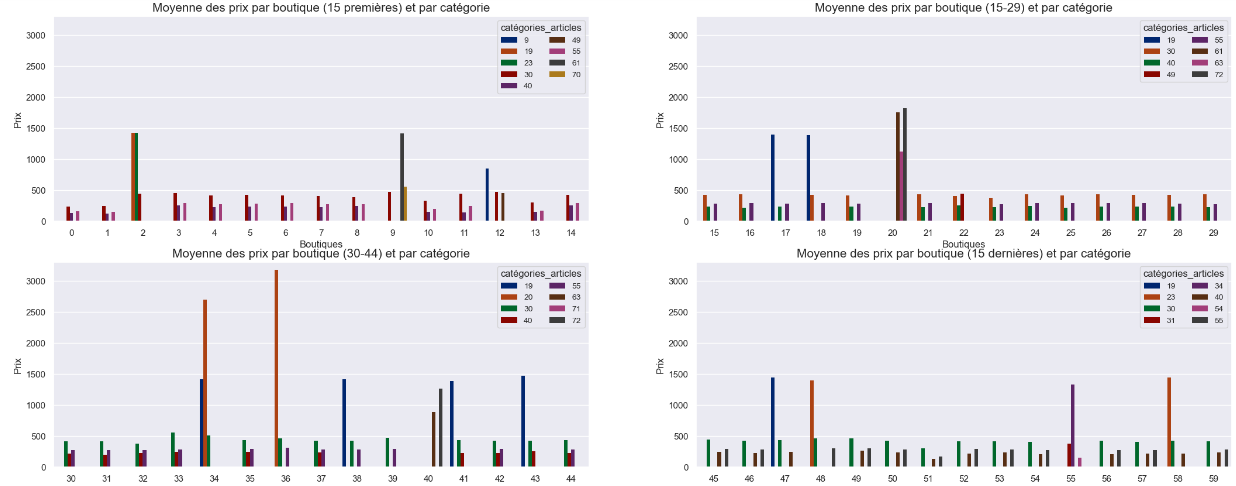 Moyenne des prix par boutique (15 premières) et par catégorie
Prix
3000
2500
2000
1500
1000
500
0
catégories_articles
9 49
19 55
23 61
30 70
40
0 1 2 3 4 5 6 7 8 9 10 11 12 13 14
Boutiques
Moyenne des prix par boutique (15-29) et par catégorie
Prix
3000
2500
2000
1500
1000
500
0
catégories_articles
19 55
30 61
40 63
49 72
15 16 17 18 19 20 21 22 23 24 25 26 27 28 29
Boutiques
Moyenne des prix par boutique (30-44) et par catégorie
Prix
3000
2500
2000
1500
1000
500
0
catégories_articles
19 55
20 63
30 71
40 72
30 31 32 33 34 35 36 37 38 39 40 41 42 43 44
Moyenne des prix par boutique (15 dernières) et par catégorie
Prix
3000
2500
2000
1500
1000
500
0
catégories_articles
19 34
23 40
30 54
31 55
45 46 47 48 49 50 51 52 53 54 55 56 57 58 59